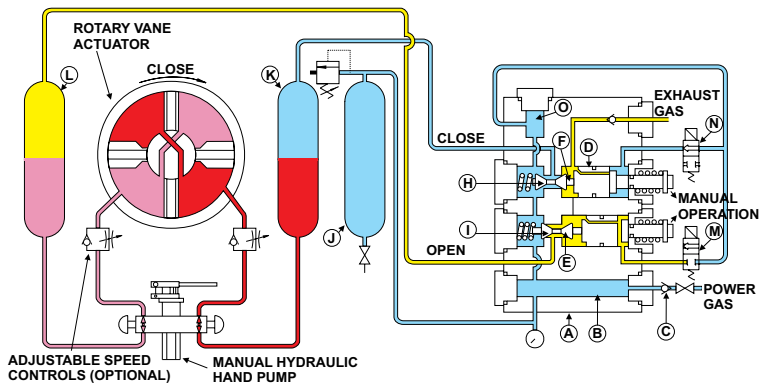 ROTARY VANE
ACTUATOR
L
CLOSE
K
J
ADJUSTABLE SPEED
CONTROLS (OPTIONAL)
MANUAL HYDRAULIC
HAND PUMP
CLOSE
OPEN
O
F
D
EXHAUST
GAS
N
H
MANUAL
OPERATION
I
E
M
POWER
GAS
A
B
C